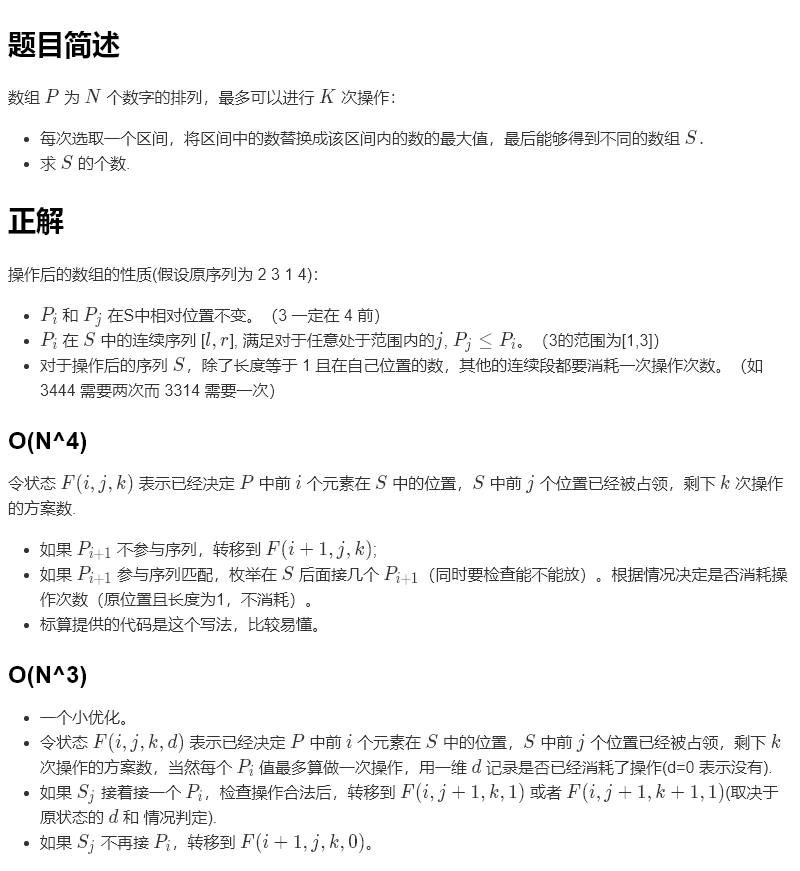 题目简述
数组 P 为 N 个数字的排列，最多可以进行 K 次操作：
每次选取一个区间，将区间中的数替换成该区间内的数的最大值，最后能够得到不同的数组 S.
求 S 的个数.
正解
操作后的数组的性质(假设原序列为 2 3 1 4)：
P_i 和 P_j 在S中相对位置不变。（3 一定在 4 前）
P_i 在 S 中的连续序列 [l, r], 满足对于任意处于范围内的j, P_j ≤ P_i。（3的范围为[1,3]）
对于操作后的序列 S，除了长度等于 1 且在自己位置的数，其他的连续段都要消耗一次操作次数。（如
3444 需要两次而 3314 需要一次）
O(N^4)
令状态 F(i, j, k) 表示已经决定 P 中前 i 个元素在 S 中的位置，S 中前 j 个位置已经被占领，剩下 k 次操作
的方案数.
如果 P_{i+1} 不参与序列，转移到 F(i + 1, j, k);
如果 P_{i+1} 参与序列匹配，枚举在 S 后面接几个 P_{i+1}（同时要检查能不能放）。根据情况决定是否消耗操
作次数（原位置且长度为1，不消耗）。
标算提供的代码是这个写法，比较易懂。
O(N^3)
一个小优化。
令状态 F(i, j, k, d) 表示已经决定 P 中前 i 个元素在 S 中的位置，S 中前 j 个位置已经被占领，剩下 k
次操作的方案数，当然每个 P_i 值最多算做一次操作，用一维 d 记录是否已经消耗了操作(d=0 表示没有).
如果 S_j 接着接一个 P_i，检查操作合法后，转移到 F(i, j + 1, k, 1) 或者 F(i, j + 1, k + 1, 1)(取决于
原状态的 d 和 情况判定).
如果 S_j 不再接 P_i，转移到 F(i + 1, j, k, 0)。